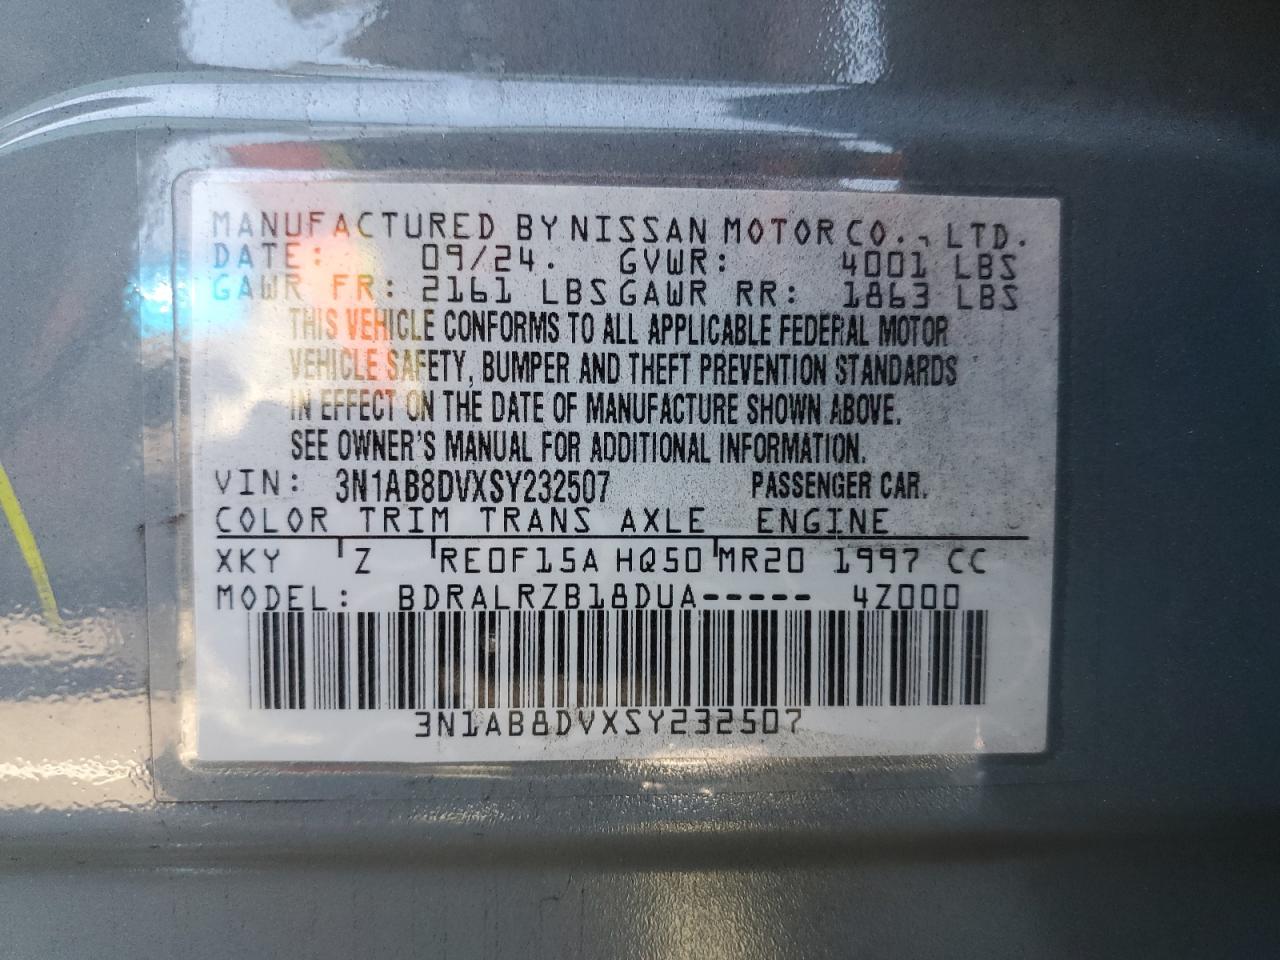 MANUFACTURED BY NISSAN MOTOR CO., LTD.
DATE: 09/24. GVWR: 4001 LBS
GAWR FR: 2161 LBS GAWR RR: 1863 LBS
THIS VEHICLE CONFORMS TO ALL APPLICABLE FEDERAL MOTOR
VEHICLE SAFETY, BUMPER AND THEFT PREVENTION STANDARDS
IN EFFECT ON THE DATE OF MANUFACTURE SHOWN ABOVE.
SEE OWNER'S MANUAL FOR ADDITIONAL INFORMATION.
VIN: 3N1AB8DVXSY232507 PASSENGER CAR.
COLOR TRIM TRANS AXLE ENGINE
XKY Z RE0F15A HQ50 MR20 1997 CC
MODEL: BDRALRZB18DUA----- 4Z000
3N1AB8DVXSY232507